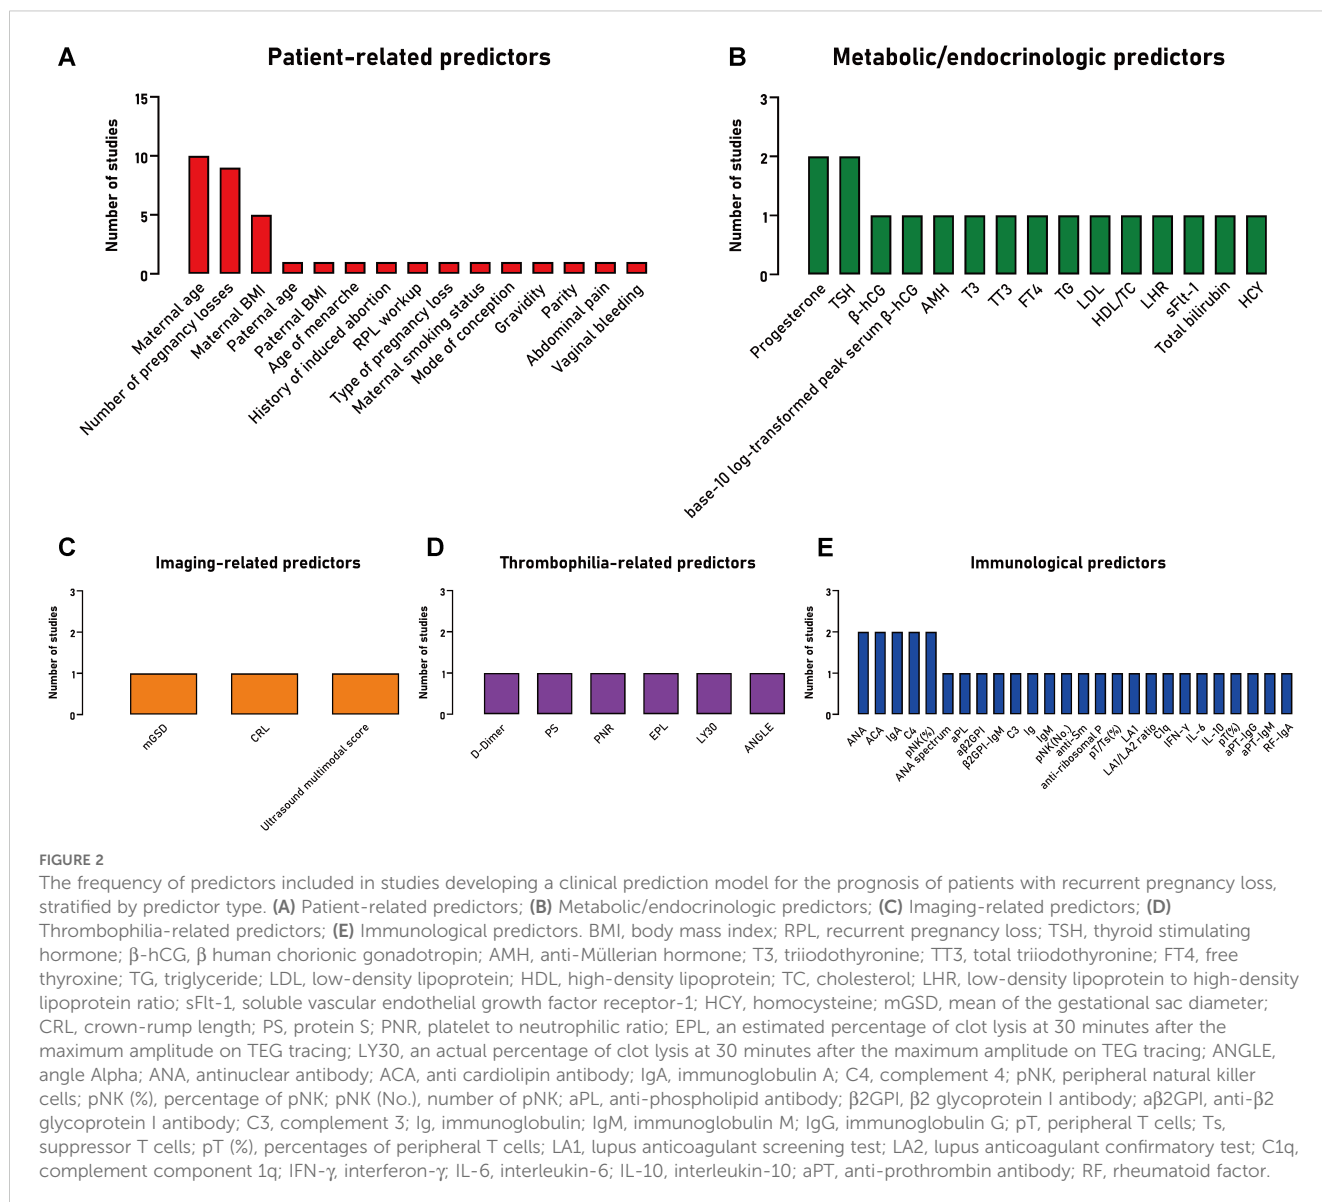 A
Patient-related predictors
Number of studies
15
10
5
0
Maternal age
Number of pregnancy losses
Maternal BMI
Paternal age
Paternal BMI
Age of menarche
History of induced abortion
RPL workup
Type of pregnancy loss
Maternal smoking status
Mode of conception
Gravidity
Parity
Abdominal pain
Vaginal bleeding
B
Metabolic/endocrinologic predictors
Number of studies
3
2
1
0
Progesterone
TSH
β-hCG
base-10 log-transformed peak serum β-hCG
AMH
T3
TT3
FT4
TG
LDL
HDL/TC
LHR
sFlt-1
Total bilirubin
HCY
C
Imaging-related predictors
Number of studies
3
2
1
0
mGSD
CRL
Ultrasound multimodal score
D
Thrombophilia-related predictors
Number of studies
3
2
1
0
D-Dimer
PS
PNR
EPL
LY30
ANGLE
E
Immunological predictors
Number of studies
3
2
1
0
ANA
ACA
IgA
C4
pNK(%)
ANA spectrum
aPL
aβ2GPI
β2GPI-IgM
C3
Ig
IgM
pNK(No.)
anti-Sm
anti-ribosomal P
pT/Ts(%)
LA1
LA1/LA2 ratio
C1q
IFN-γ
IL-6
IL-10
pT(%)
aPT-IgG
aPT-IgM
RF-IgA
FIGURE 2
The frequency of predictors included in studies developing a clinical prediction model for the prognosis of patients with recurrent pregnancy loss,
stratified by predictor type. (A) Patient-related predictors; (B) Metabolic/endocrinologic predictors; (C) Imaging-related predictors; (D)
Thrombophilia-related predictors; (E) Immunological predictors. BMI, body mass index; RPL, recurrent pregnancy loss; TSH, thyroid stimulating
hormone; β-hCG, β human chorionic gonadotropin; AMH, anti-Müllerian hormone; T3, triiodothyronine; TT3, total triiodothyronine; FT4, free
thyroxine; TG, triglyceride; LDL, low-density lipoprotein; HDL, high-density lipoprotein; TC, cholesterol; LHR, low-density lipoprotein to high-density
lipoprotein ratio; sFlt-1, soluble vascular endothelial growth factor receptor-1; HCY, homocysteine; mGSD, mean of the gestational sac diameter;
CRL, crown-rump length; PS, protein S; PNR, platelet to neutrophilic ratio; EPL, an estimated percentage of clot lysis at 30 minutes after the
maximum amplitude on TEG tracing; LY30, an actual percentage of clot lysis at 30 minutes after the maximum amplitude on TEG tracing; ANGLE,
angle Alpha; ANA, antinuclear antibody; ACA, anti cardiolipin antibody; IgA, immunoglobulin A; C4, complement 4; pNK, peripheral natural killer
cells; pNK (%), percentage of pNK; pNK (No.), number of pNK; aPL, anti-phospholipid antibody; β2GPI, β2 glycoprotein I antibody; aβ2GPI, anti-β2
glycoprotein I antibody; C3, complement 3; Ig, immunoglobulin; IgM, immunoglobulin M; IgG, immunoglobulin G; pT, peripheral T cells; Ts,
suppressor T cells; pT (%), percentages of peripheral T cells; LA1, lupus anticoagulant screening test; LA2, lupus anticoagulant confirmatory test; C1q,
complement component 1q; IFN-γ, interferon-γ; IL-6, interleukin-6; IL-10, interleukin-10; aPT, anti-prothrombin antibody; RF, rheumatoid factor.